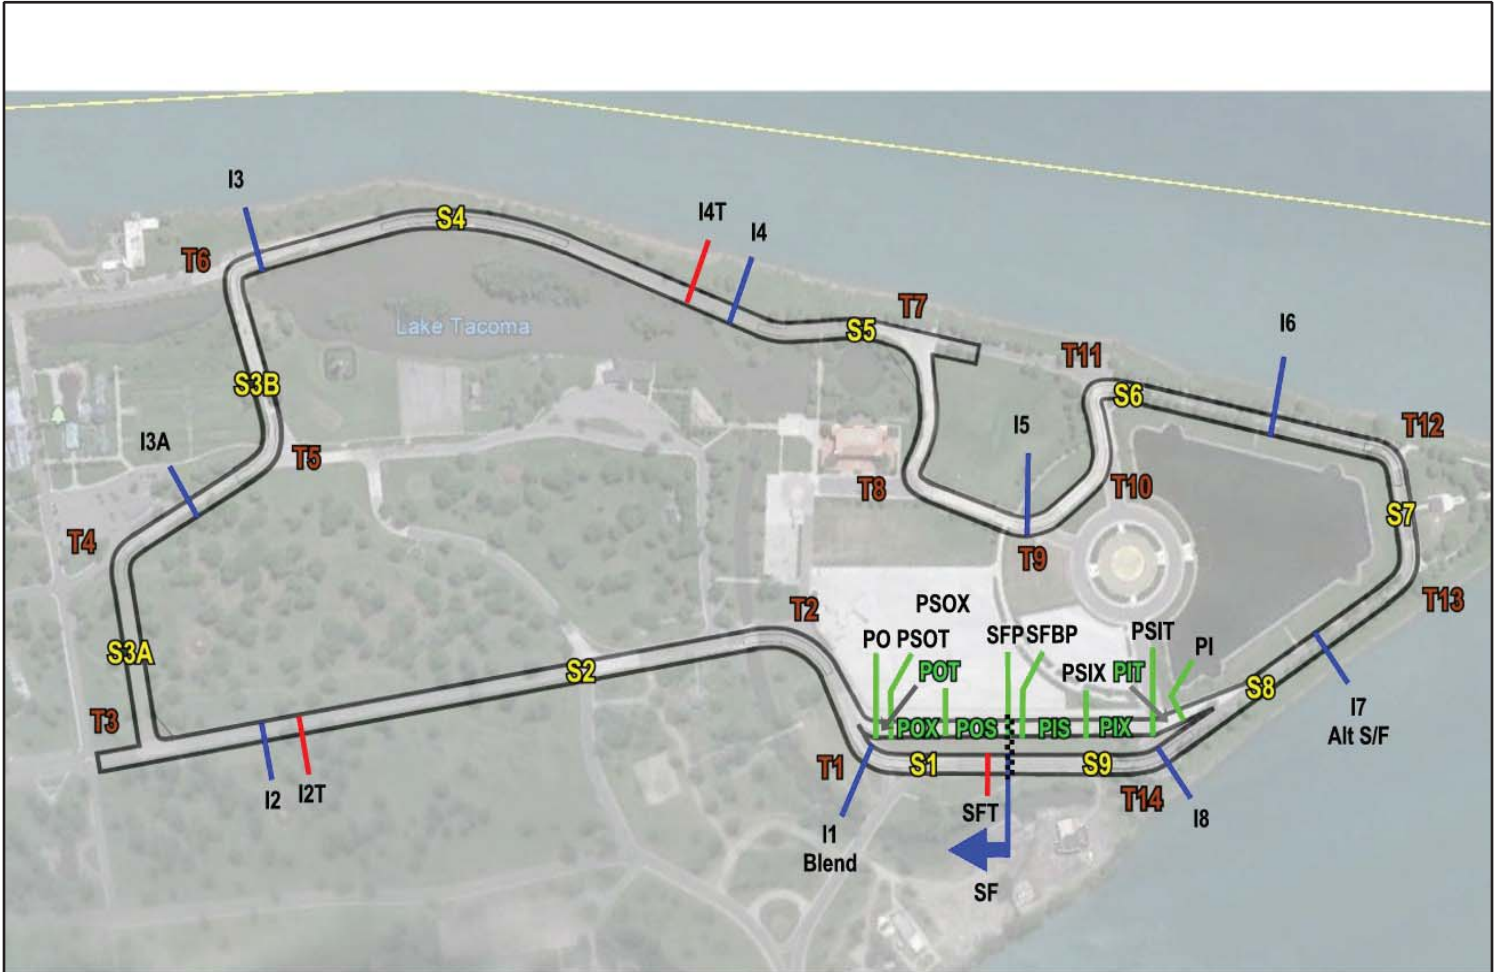 I3
I4T
I4
T6
S4
T7
I6
Lake Tacoma
S5
T11
S3B
S6
I3A
T5
I5
T12
T8
T10
S7
T4
T9
T13
T2
PSOX
S3A
PO PSOT
SFP SFBP
PSIT
PI
S2
POT
PSIX PIT
S8
T3
POX POS PIS PIX
I7
Alt S/F
T1
S1
S9
I2
I2T
SFT
T14
I8
I1
Blend
SF